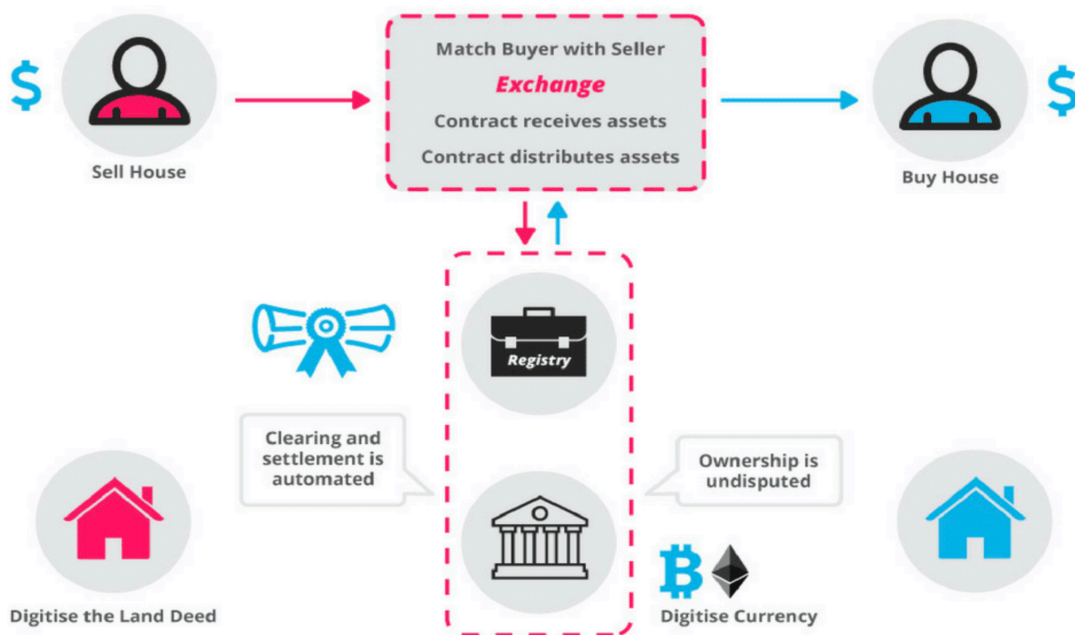 Match Buyer with Seller
Exchange
Contract receives assets
Contract distributes assets
$
$
Sell House
Buy House
Registry
Clearing and
settlement is
automated
Ownership is
undisputed
Digitise the Land Deed
Digitise Currency